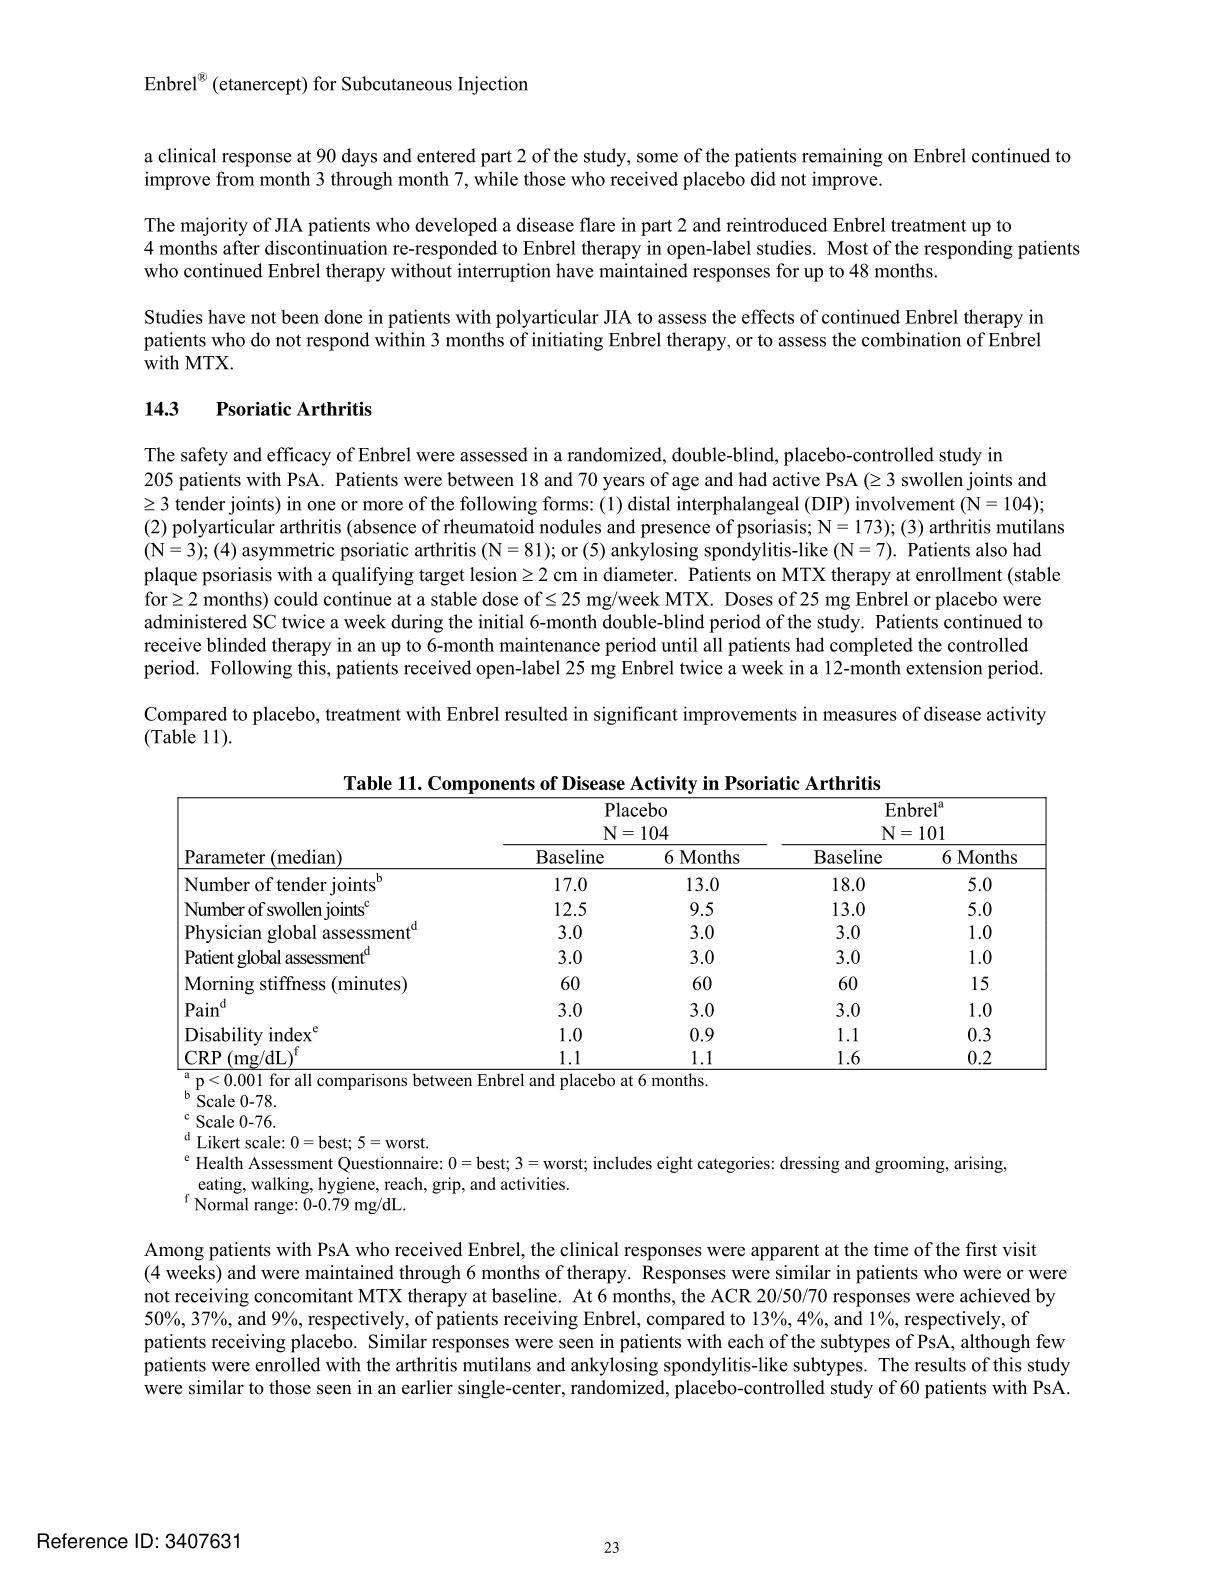 Enbrel® (etanercept) for Subcutaneous Injection
a clinical response at 90 days and entered part 2 of the study, some of the patients remaining on Enbrel continued to
improve from month 3 through month 7, while those who received placebo did not improve.
The majority of JIA patients who developed a disease flare in part 2 and reintroduced Enbrel treatment up to
4 months after discontinuation re-responded to Enbrel therapy in open-label studies.  Most of the responding patients
who continued Enbrel therapy without interruption have maintained responses for up to 48 months.
Studies have not been done in patients with polyarticular JIA to assess the effects of continued Enbrel therapy in
patients who do not respond within 3 months of initiating Enbrel therapy, or to assess the combination of Enbrel
with MTX.
14.3 Psoriatic Arthritis
The safety and efficacy of Enbrel were assessed in a randomized, double-blind, placebo-controlled study in
205 patients with PsA.  Patients were between 18 and 70 years of age and had active PsA (≥ 3 swollen joints and
≥ 3 tender joints) in one or more of the following forms: (1) distal interphalangeal (DIP) involvement (N = 104);
(2) polyarticular arthritis (absence of rheumatoid nodules and presence of psoriasis; N = 173); (3) arthritis mutilans
(N = 3); (4) asymmetric psoriatic arthritis (N = 81); or (5) ankylosing spondylitis-like (N = 7).  Patients also had
plaque psoriasis with a qualifying target lesion ≥ 2 cm in diameter.  Patients on MTX therapy at enrollment (stable
for ≥ 2 months) could continue at a stable dose of ≤ 25 mg/week MTX.  Doses of 25 mg Enbrel or placebo were
administered SC twice a week during the initial 6-month double-blind period of the study.  Patients continued to
receive blinded therapy in an up to 6-month maintenance period until all patients had completed the controlled
period.  Following this, patients received open-label 25 mg Enbrel twice a week in a 12-month extension period.
Compared to placebo, treatment with Enbrel resulted in significant improvements in measures of disease activity
(Table 11).
Table 11. Components of Disease Activity in Psoriatic Arthritis
Placebo Enbrelᵃ
N = 104 N = 101
Parameter (median) Baseline 6 Months Baseline 6 Months
Number of tender jointsᵇ 17.0 13.0 18.0 5.0
Number of swollen jointsᶜ 12.5 9.5 13.0 5.0
Physician global assessmentᵈ 3.0 3.0 3.0 1.0
Patient global assessmentᵈ 3.0 3.0 3.0 1.0
Morning stiffness (minutes) 60 60 60 15
Painᵈ 3.0 3.0 3.0 1.0
Disability indexᵉ 1.0 0.9 1.1 0.3
CRP (mg/dL)ᶠ 1.1 1.1 1.6 0.2
ᵃ p < 0.001 for all comparisons between Enbrel and placebo at 6 months.
ᵇ Scale 0-78.
ᶜ Scale 0-76.
ᵈ Likert scale: 0 = best; 5 = worst.
ᵉ Health Assessment Questionnaire: 0 = best; 3 = worst; includes eight categories: dressing and grooming, arising,
eating, walking, hygiene, reach, grip, and activities.
ᶠ Normal range: 0-0.79 mg/dL.
Among patients with PsA who received Enbrel, the clinical responses were apparent at the time of the first visit
(4 weeks) and were maintained through 6 months of therapy.  Responses were similar in patients who were or were
not receiving concomitant MTX therapy at baseline.  At 6 months, the ACR 20/50/70 responses were achieved by
50%, 37%, and 9%, respectively, of patients receiving Enbrel, compared to 13%, 4%, and 1%, respectively, of
patients receiving placebo.  Similar responses were seen in patients with each of the subtypes of PsA, although few
patients were enrolled with the arthritis mutilans and ankylosing spondylitis-like subtypes.  The results of this study
were similar to those seen in an earlier single-center, randomized, placebo-controlled study of 60 patients with PsA.
Reference ID: 3407631
23